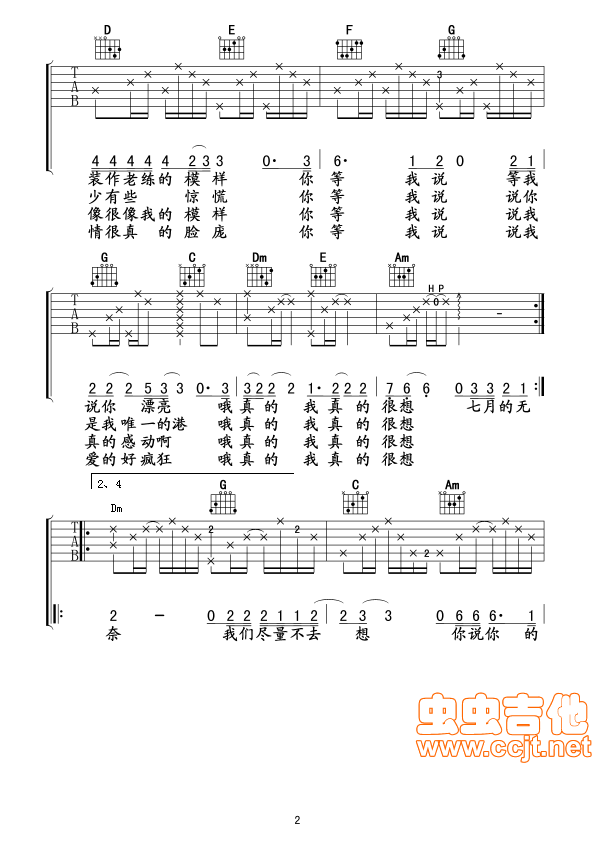 D E F G
T A B 3
4 4 4 4 4 2 3 3 0· 3 6· 1 2 0 2 1
装作老练的 模样 你 等 我 说 等我
少有些 惊慌 你 等 我 说 说你
像很像我的 模样 你 等 我 说 说我
情很真 的 脸庞 你 等 我 说 说我
G C Dm E Am
H P
T A B 0 -
2 2 2 5 3 3 0· 3 3 2 2 2 2 1· 2 2 2 7 6 6 0 3 3 2 1
说你 漂亮 哦真 的 我 真 的 很想 七月的无
是我 唯一的港 哦真 的 我 真 的 很想
真的 感动啊 哦真 的 我 真 的 很想
爱的 好疯狂 哦真 的 我 真 的 很想
2、4
Dm G C Am
T A B 2 2 2
2 - 0 2 2 2 1 1 2 2 3 3 0 6 6 6· 1
奈 我们尽量不去 想 你说你 的
虫虫吉他
www.ccjt.net
2